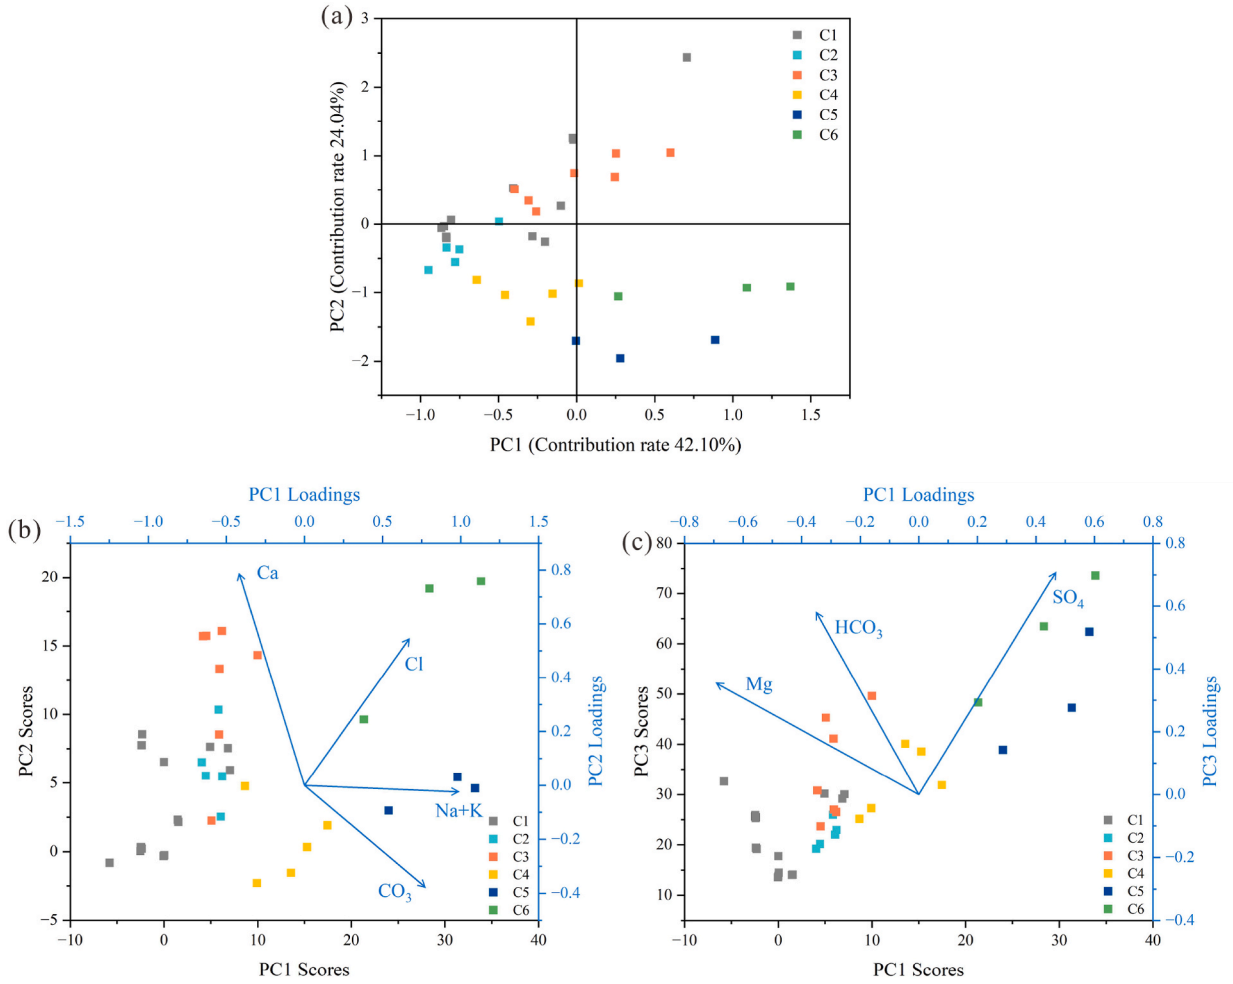 (a)
3
2
1
0
−1
−2
PC2 (Contribution rate 24.04%)
C1
C2
C3
C4
C5
C6
−1.0 −0.5 0.0 0.5 1.0 1.5
PC1 (Contribution rate 42.10%)
(b)
PC1 Loadings
−1.5 −1.0 −0.5 0.0 0.5 1.0 1.5
PC2 Scores
20
15
10
5
0
−5
Ca
Cl
Na+K
CO3
C1
C2
C3
C4
C5
C6
0.8
0.6
0.4
0.2
0.0
−0.2
−0.4
PC2 Loadings
−10 0 10 20 30 40
PC1 Scores
(c)
PC1 Loadings
−0.8 −0.6 −0.4 −0.2 0.0 0.2 0.4 0.6 0.8
PC3 Scores
80
70
60
50
40
30
20
10
SO4
HCO3
Mg
C1
C2
C3
C4
C5
C6
0.8
0.6
0.4
0.2
0.0
−0.2
−0.4
PC3 Loadings
−10 0 10 20 30 40
PC1 Scores